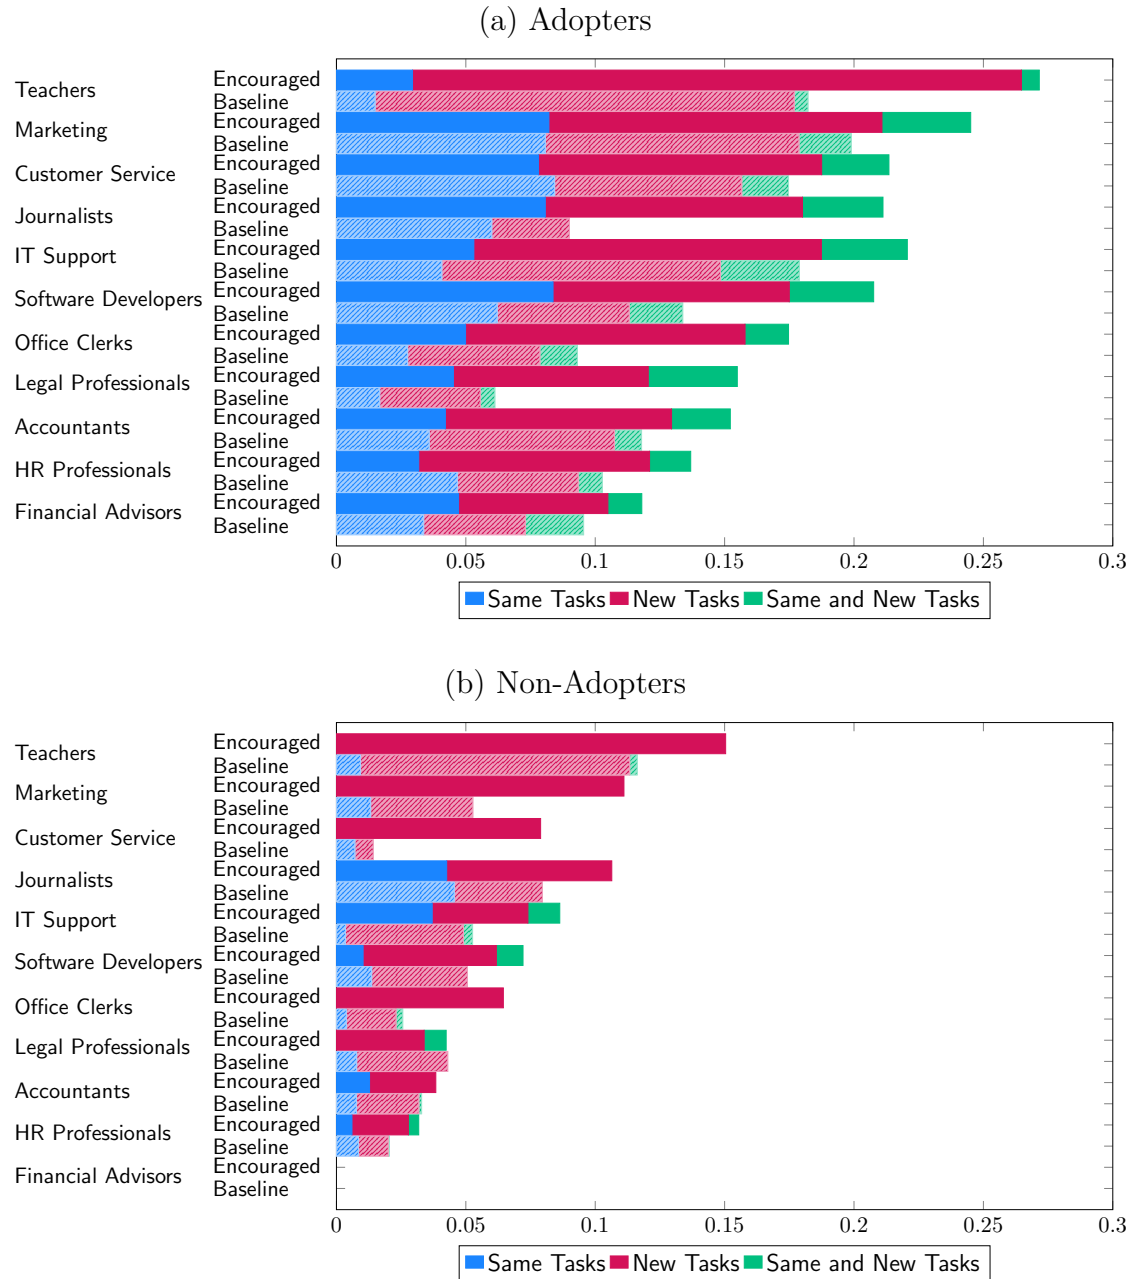 (a) Adopters
Teachers
Encouraged
Baseline
Marketing
Encouraged
Baseline
Customer Service
Encouraged
Baseline
Journalists
Encouraged
Baseline
IT Support
Encouraged
Baseline
Software Developers
Encouraged
Baseline
Office Clerks
Encouraged
Baseline
Legal Professionals
Encouraged
Baseline
Accountants
Encouraged
Baseline
HR Professionals
Encouraged
Baseline
Financial Advisors
Encouraged
Baseline
0 0.05 0.1 0.15 0.2 0.25 0.3
Same Tasks New Tasks Same and New Tasks
(b) Non-Adopters
Teachers
Encouraged
Baseline
Marketing
Encouraged
Baseline
Customer Service
Encouraged
Baseline
Journalists
Encouraged
Baseline
IT Support
Encouraged
Baseline
Software Developers
Encouraged
Baseline
Office Clerks
Encouraged
Baseline
Legal Professionals
Encouraged
Baseline
Accountants
Encouraged
Baseline
HR Professionals
Encouraged
Baseline
Financial Advisors
Encouraged
Baseline
0 0.05 0.1 0.15 0.2 0.25 0.3
Same Tasks New Tasks Same and New Tasks